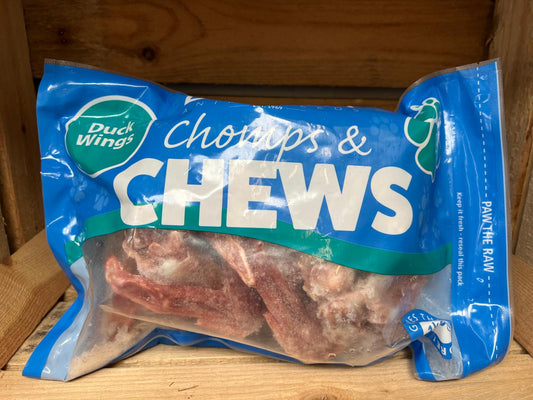 Duck
Wings
Chomps &
CHEWS
PAW THE RAW
Keep it fresh - reseal this pack